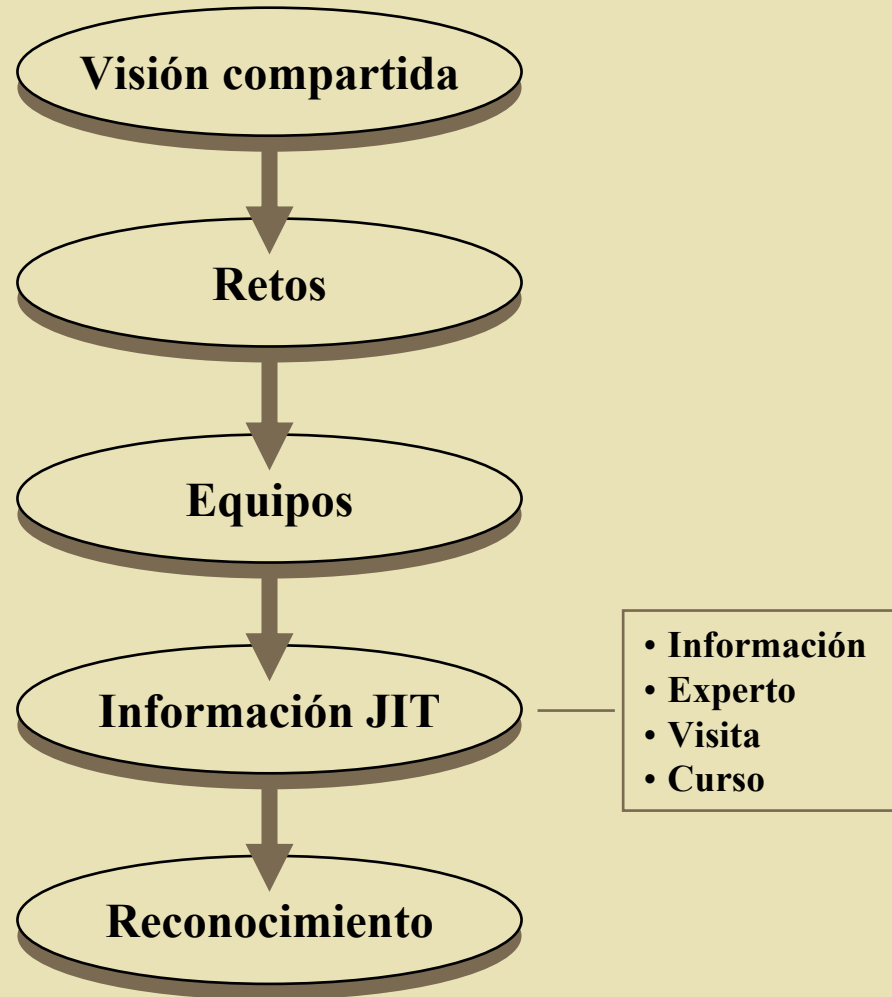 Visión compartida
Retos
Equipos
Información JIT
• Información
• Experto
• Visita
• Curso
Reconocimiento